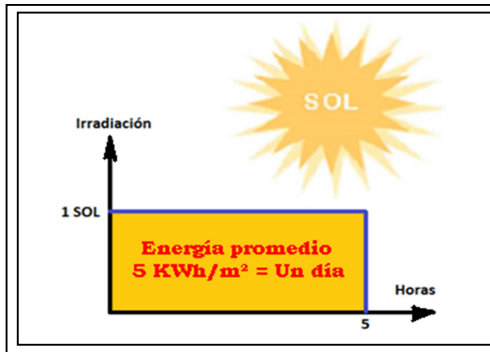 SOL
Irradiación
1 SOL
Energía promedio
5 KWh/m² = Un día
Horas
5